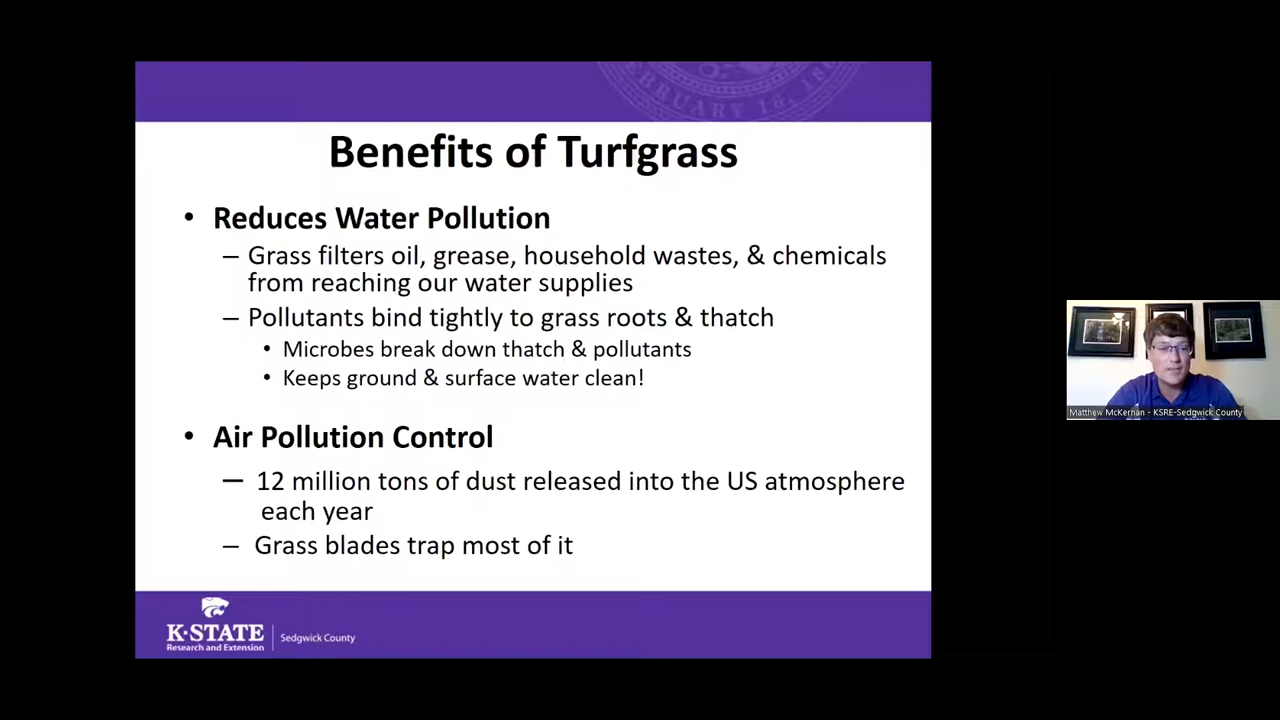 FEBRUARY 16, 18
Benefits of Turfgrass
• Reduces Water Pollution
– Grass filters oil, grease, household wastes, & chemicals
from reaching our water supplies
– Pollutants bind tightly to grass roots & thatch
• Microbes break down thatch & pollutants
• Keeps ground & surface water clean!
• Air Pollution Control
– 12 million tons of dust released into the US atmosphere
each year
– Grass blades trap most of it
Matthew McKernan - KSRE-Sedgwick County
K-STATE
Research and Extension
Sedgwick County